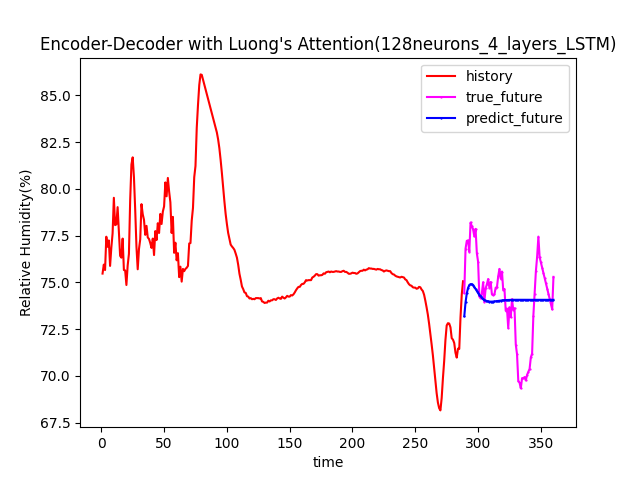 Encoder-Decoder with Luong's Attention(128neurons_4_layers_LSTM)
history
true_future
predict_future
Relative Humidity(%)
85.0
82.5
80.0
77.5
75.0
72.5
70.0
67.5
0 50 100 150 200 250 300 350
time